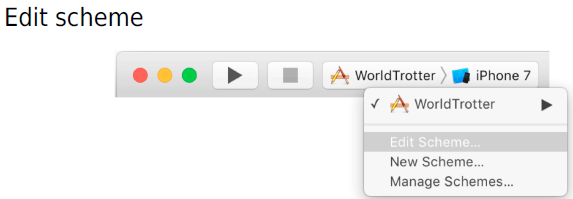 Edit scheme
WorldTrotter iPhone 7
WorldTrotter
Edit Scheme...
New Scheme...
Manage Schemes...